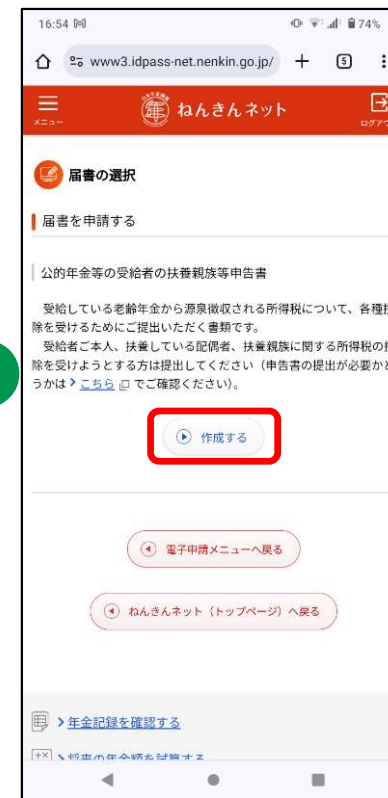 16:54 74%
www3.idpass-net.nenkin.go.jp/ 5
メニュー ねんきんネット ログアウ
届書の選択
届書を申請する
公的年金等の受給者の扶養親族等申告書
受給している老齢年金から源泉徴収される所得税について、各種控
除を受けるためにご提出いただく書類です。
受給者ご本人、扶養している配偶者、扶養親族に関する所得税の控
除を受けようとする方は提出してください（申告書の提出が必要かど
うかは こちら でご確認ください）。
作成する
電子申請メニューへ戻る
ねんきんネット（トップページ）へ戻る
年金記録を確認する
将来の年金額を試算する